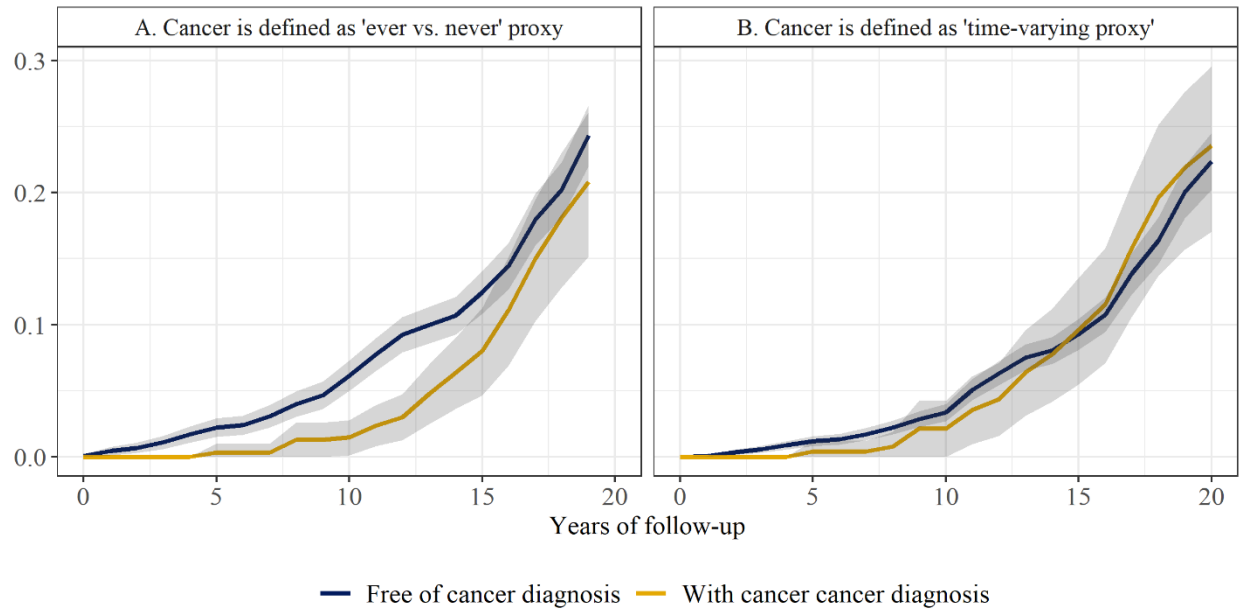 A. Cancer is defined as 'ever vs. never' proxy
B. Cancer is defined as 'time-varying proxy'
0.3
0.2
0.1
0.0
0 5 10 15 20
0 5 10 15 20
Years of follow-up
Free of cancer diagnosis With cancer cancer diagnosis